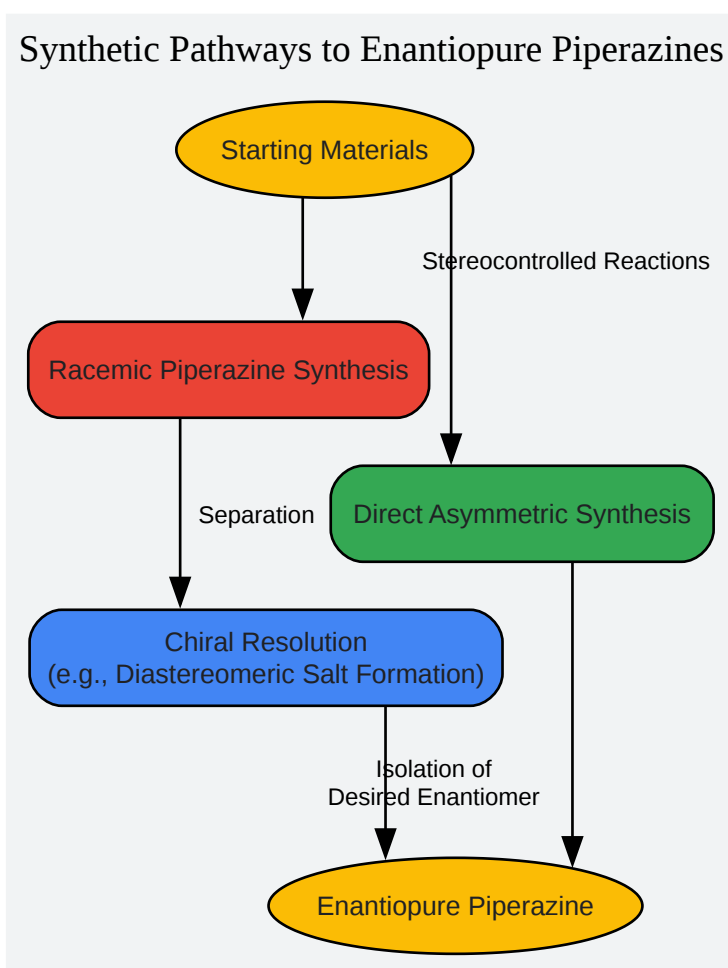 Synthetic Pathways to Enantiopure Piperazines
Starting Materials
Stereocontrolled Reactions
Racemic Piperazine Synthesis
Separation
Direct Asymmetric Synthesis
Chiral Resolution
(e.g., Diastereomeric Salt Formation)
Isolation of
Desired Enantiomer
Enantiopure Piperazine